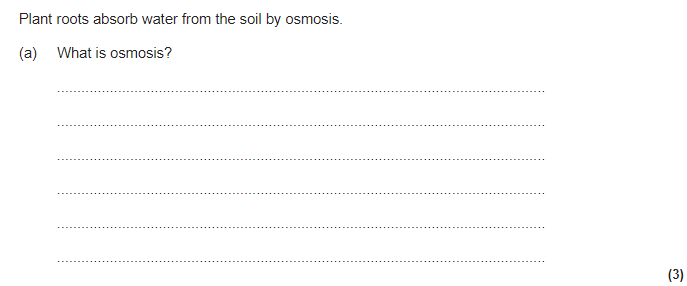 Plant roots absorb water from the soil by osmosis.
(a) What is osmosis?
(3)